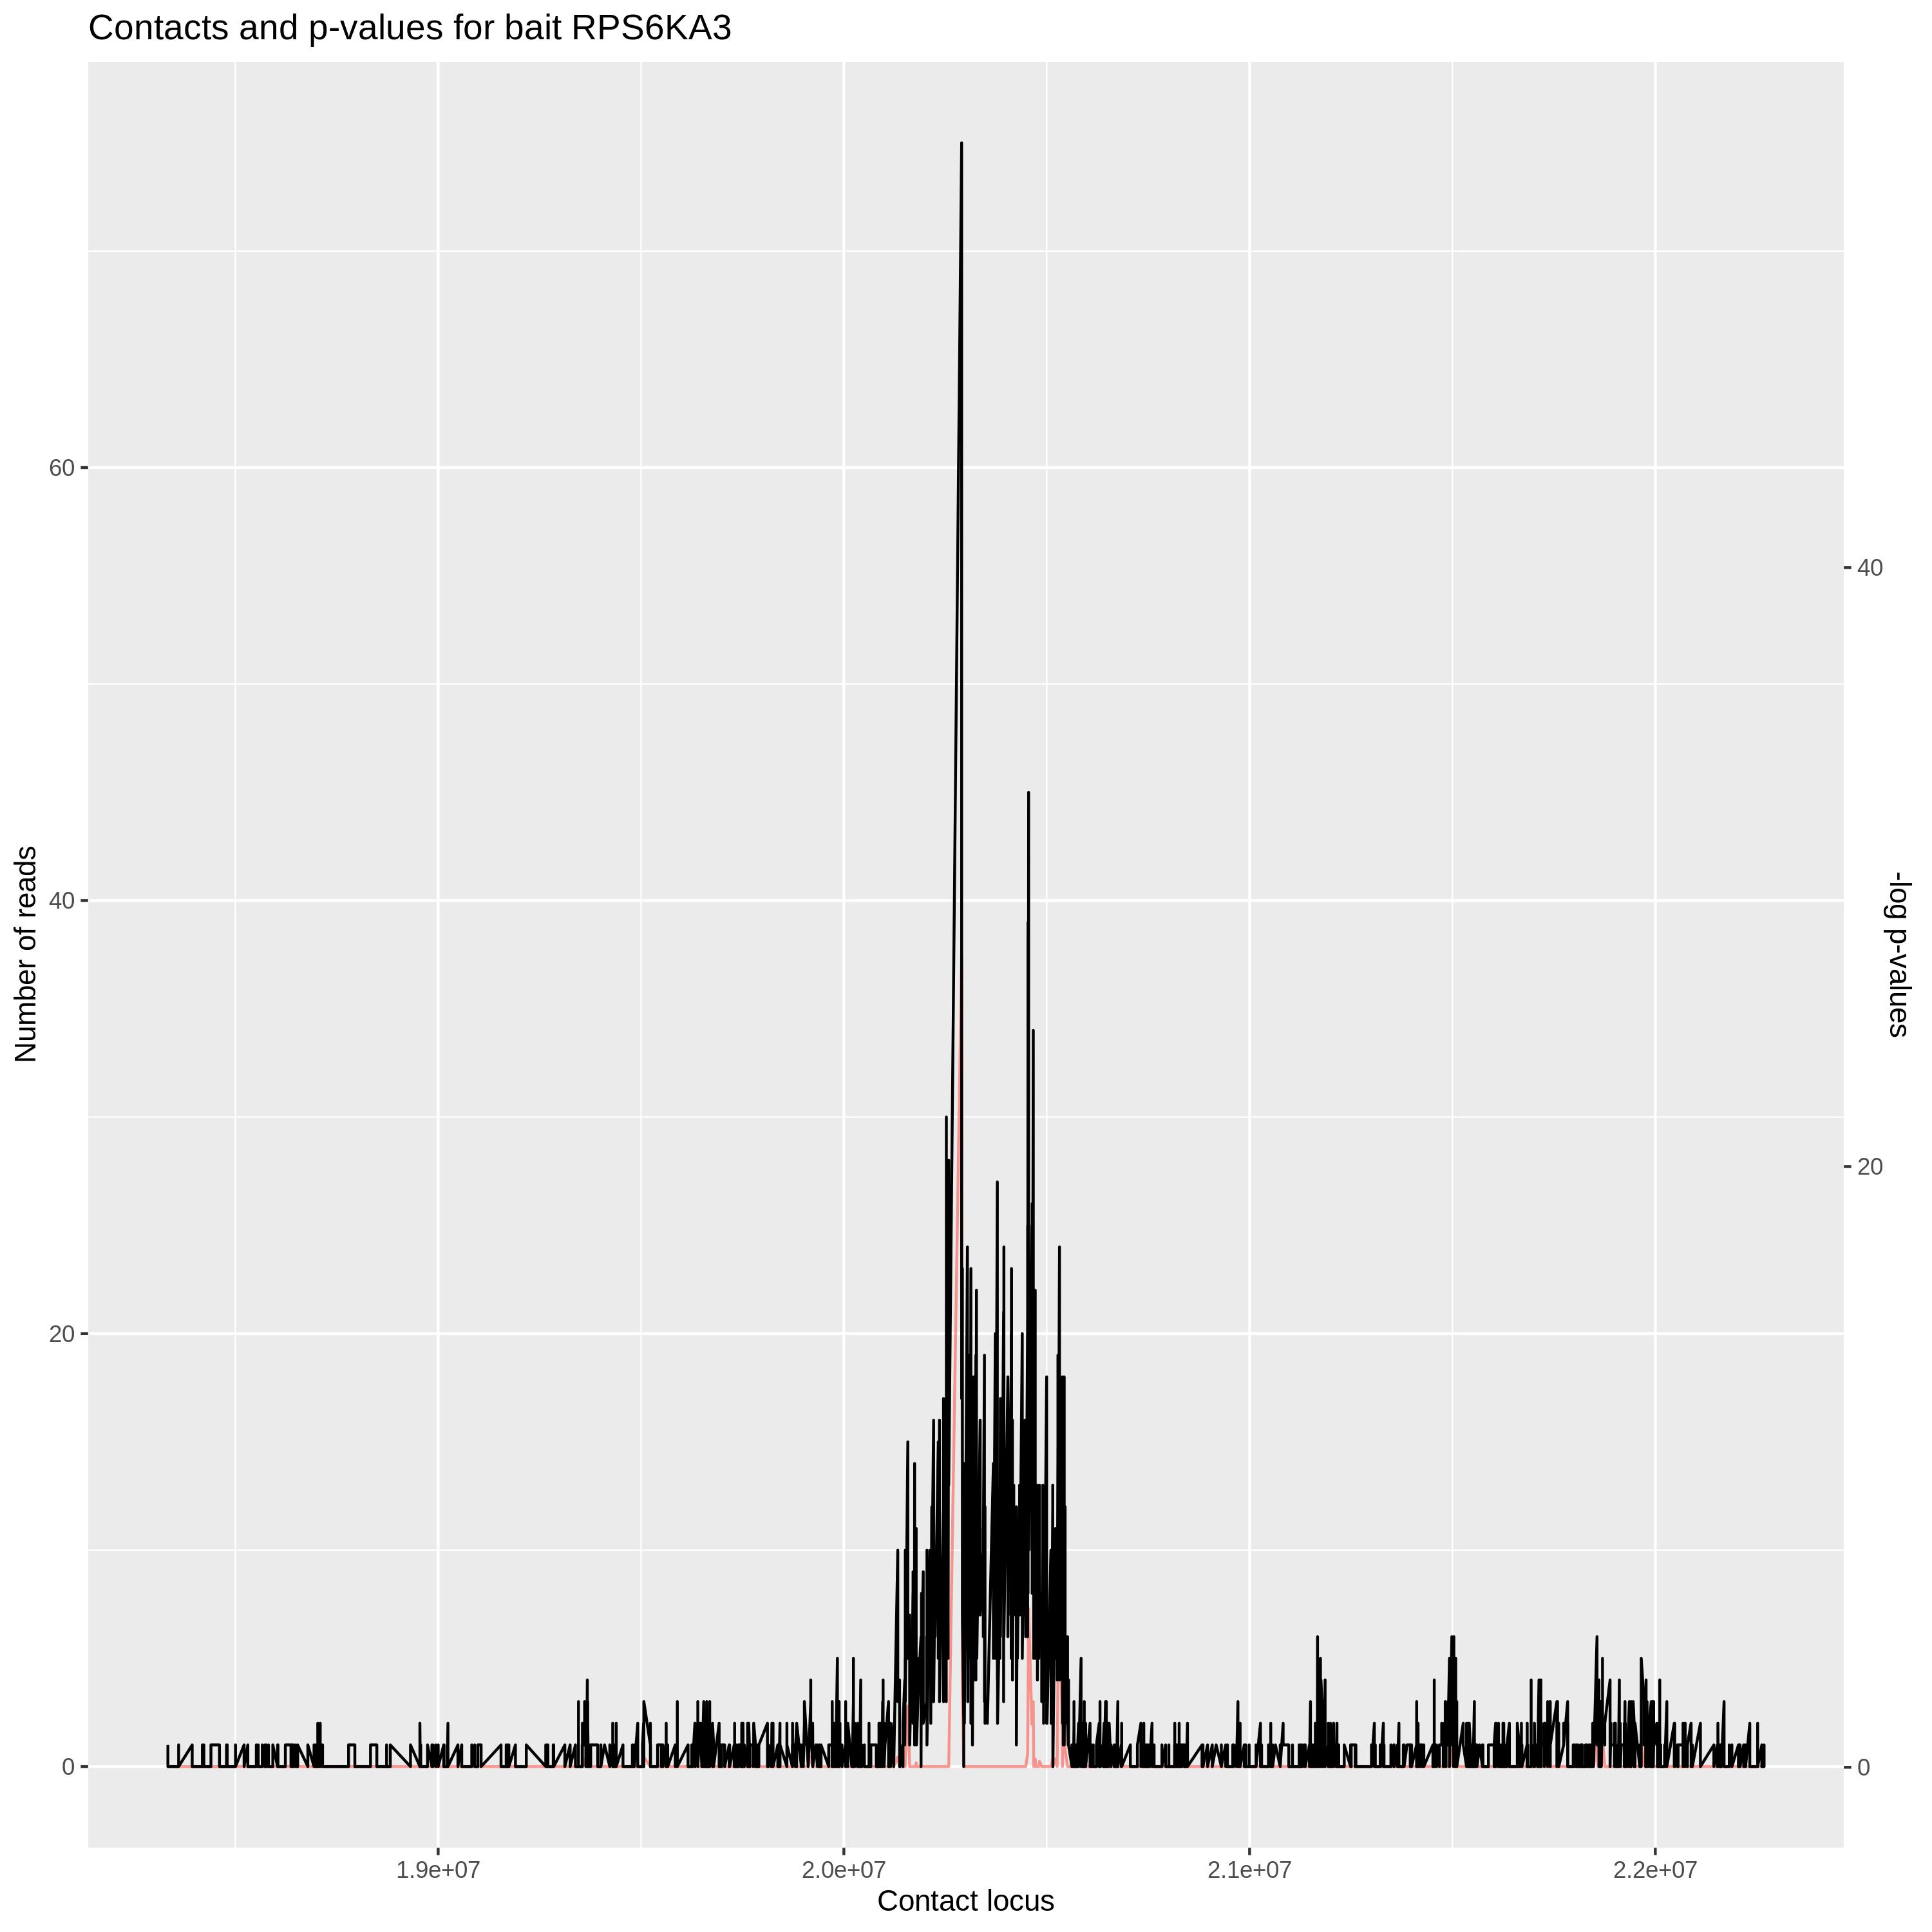 Contacts and p-values for bait RPS6KA3
Number of reads
60
40
20
0
40
20
0
-log p-values
1.9e+07
2.0e+07
2.1e+07
2.2e+07
Contact locus